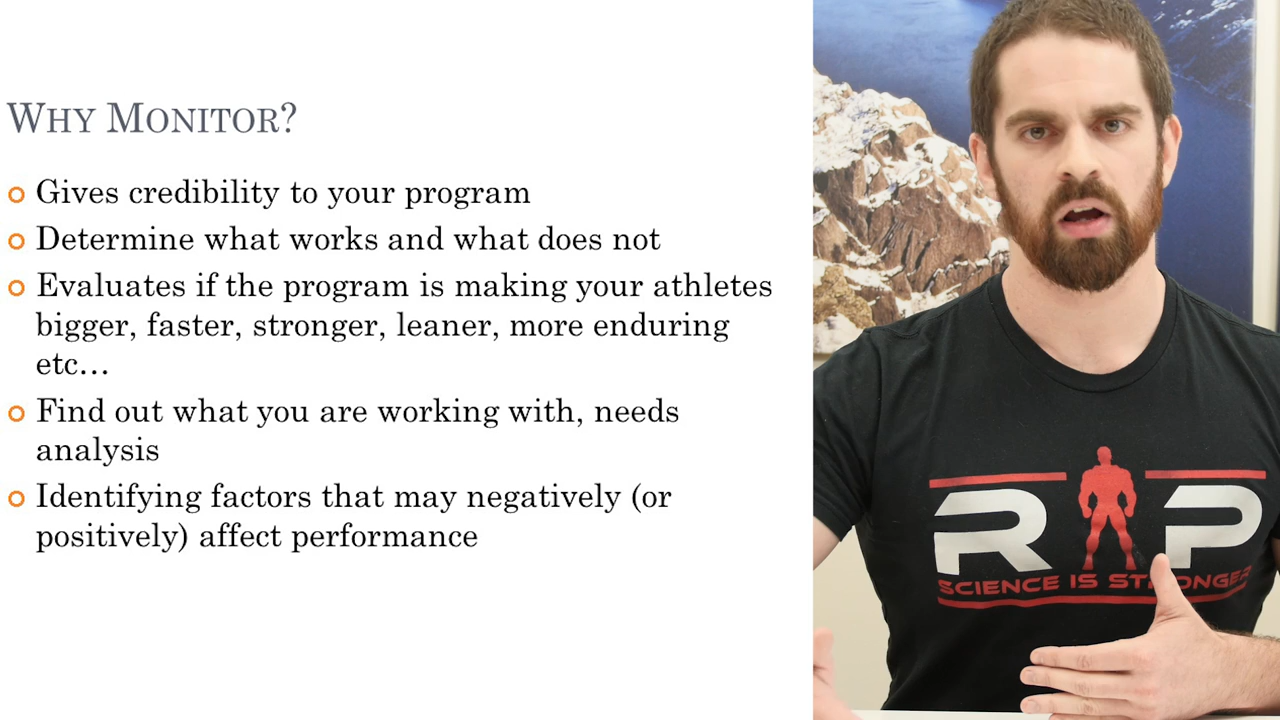 Why Monitor?
Gives credibility to your program
Determine what works and what does not
Evaluates if the program is making your athletes
bigger, faster, stronger, leaner, more enduring
etc…
Find out what you are working with, needs
analysis
Identifying factors that may negatively (or
positively) affect performance
R P
SCIENCE IS STRONGER